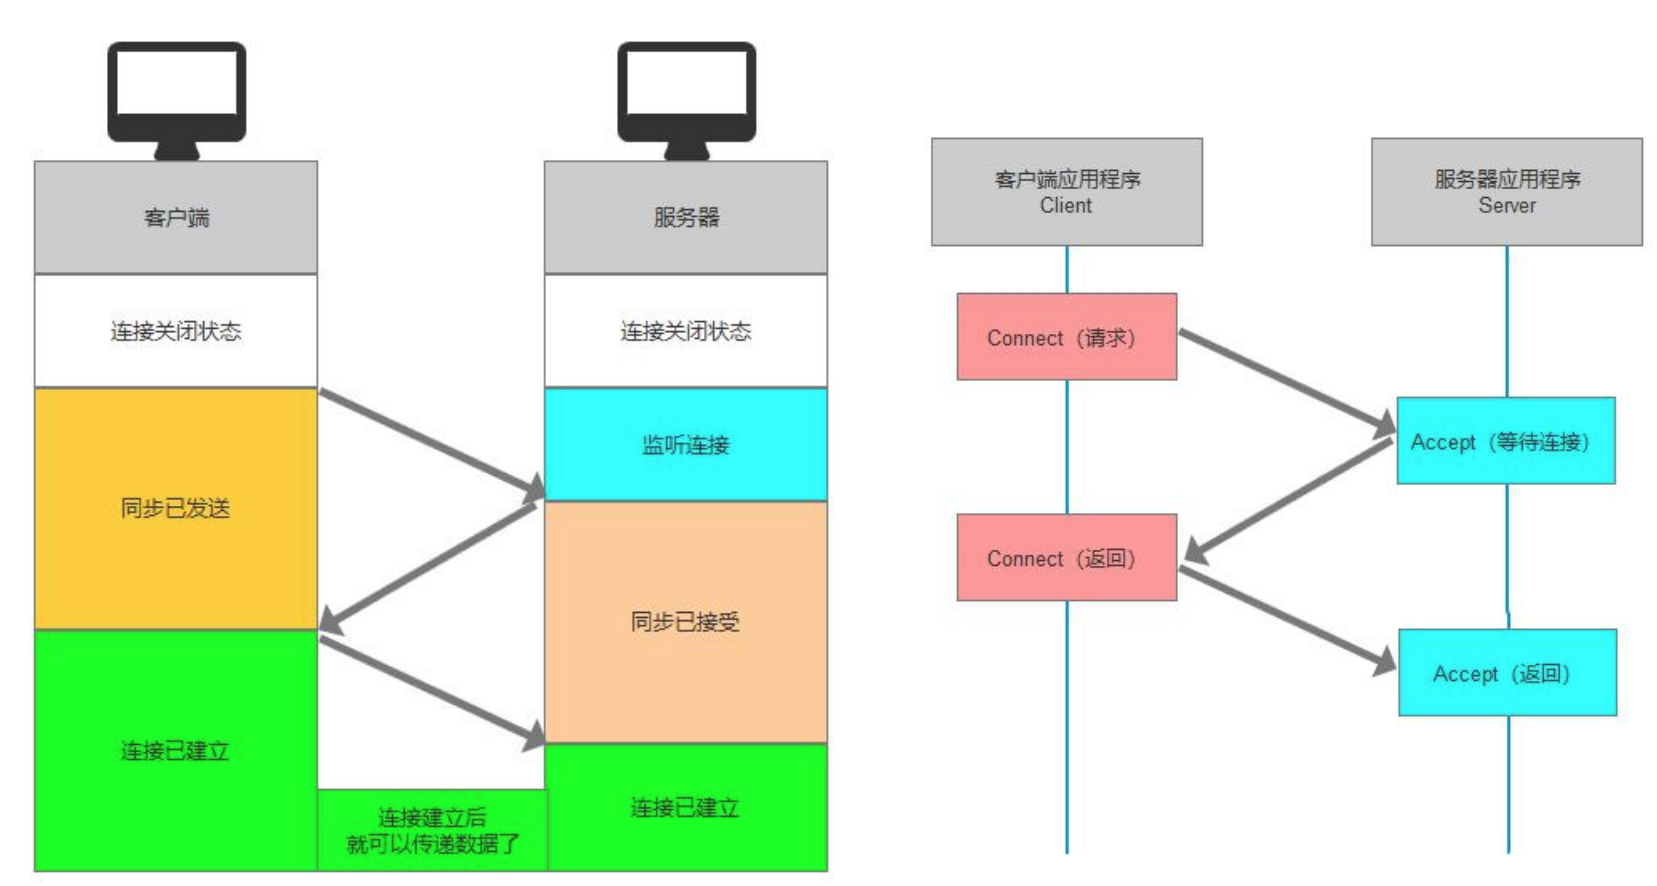 客户端
连接关闭状态
同步已发送
连接已建立
服务器
连接关闭状态
监听连接
同步已接受
连接已建立
连接建立后
就可以传递数据了
客户端应用程序
Client
Connect（请求）
Connect（返回）
服务器应用程序
Server
Accept（等待连接）
Accept（返回）